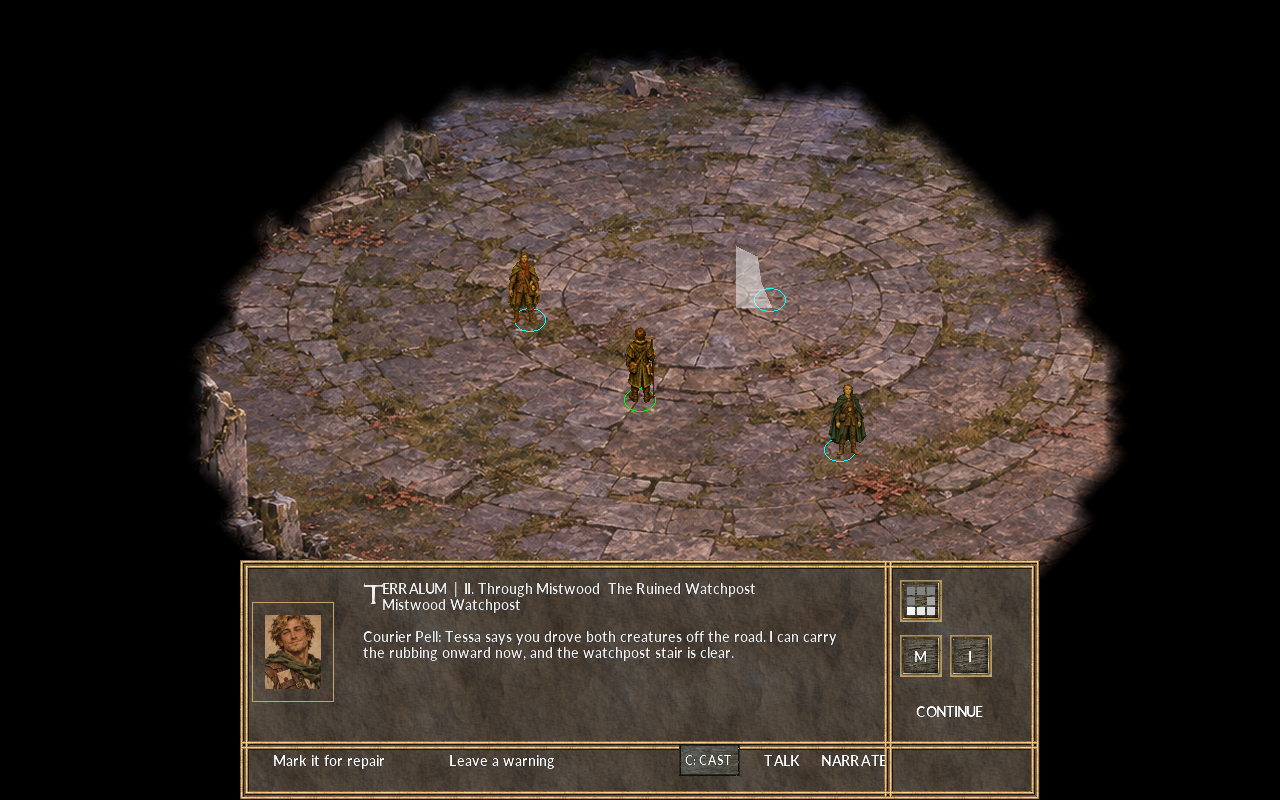 TERRALUM | II. Through Mistwood  The Ruined Watchpost
Mistwood Watchpost
Courier Pell: Tessa says you drove both creatures off the road. I can carry
the rubbing onward now, and the watchpost stair is clear.
M I
CONTINUE
Mark it for repair Leave a warning C: CAST TALK NARRATE